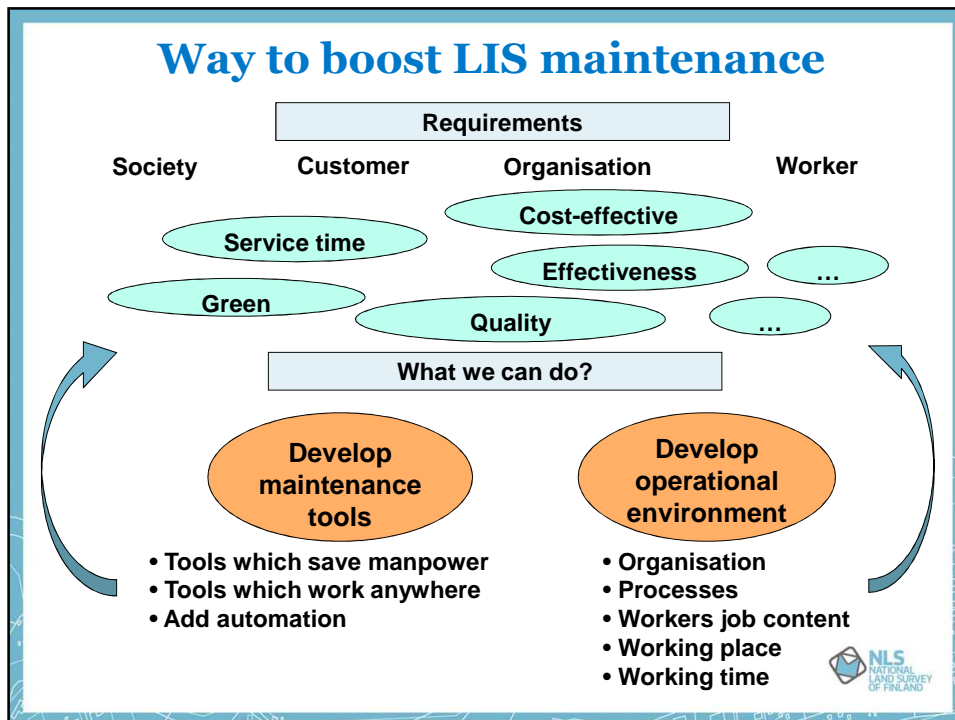 Way to boost LIS maintenance
Requirements
Society Customer Organisation Worker
Cost-effective
Service time
Effectiveness
…
Green
Quality
…
What we can do?
Develop
maintenance
tools
• Tools which save manpower
• Tools which work anywhere
• Add automation
Develop
operational
environment
• Organisation
• Processes
• Workers job content
• Working place
• Working time
NLS
NATIONAL
LAND SURVEY
OF FINLAND